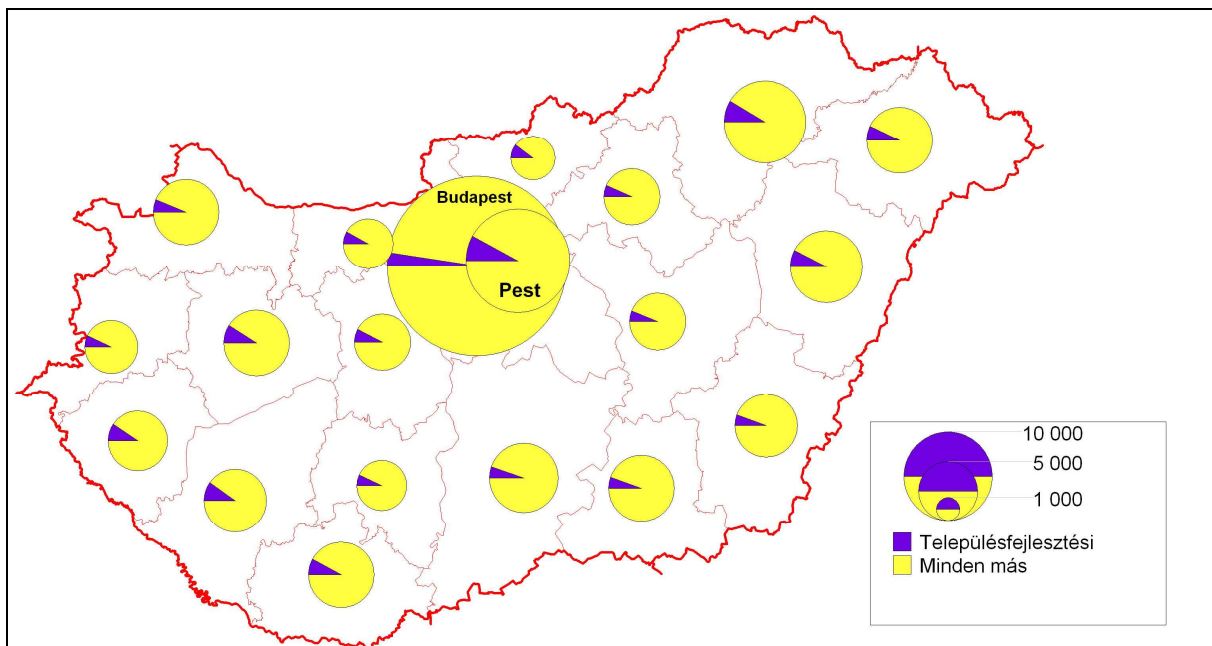 Budapest
Pest
10 000
5 000
1 000
Településfejlesztési
Minden más